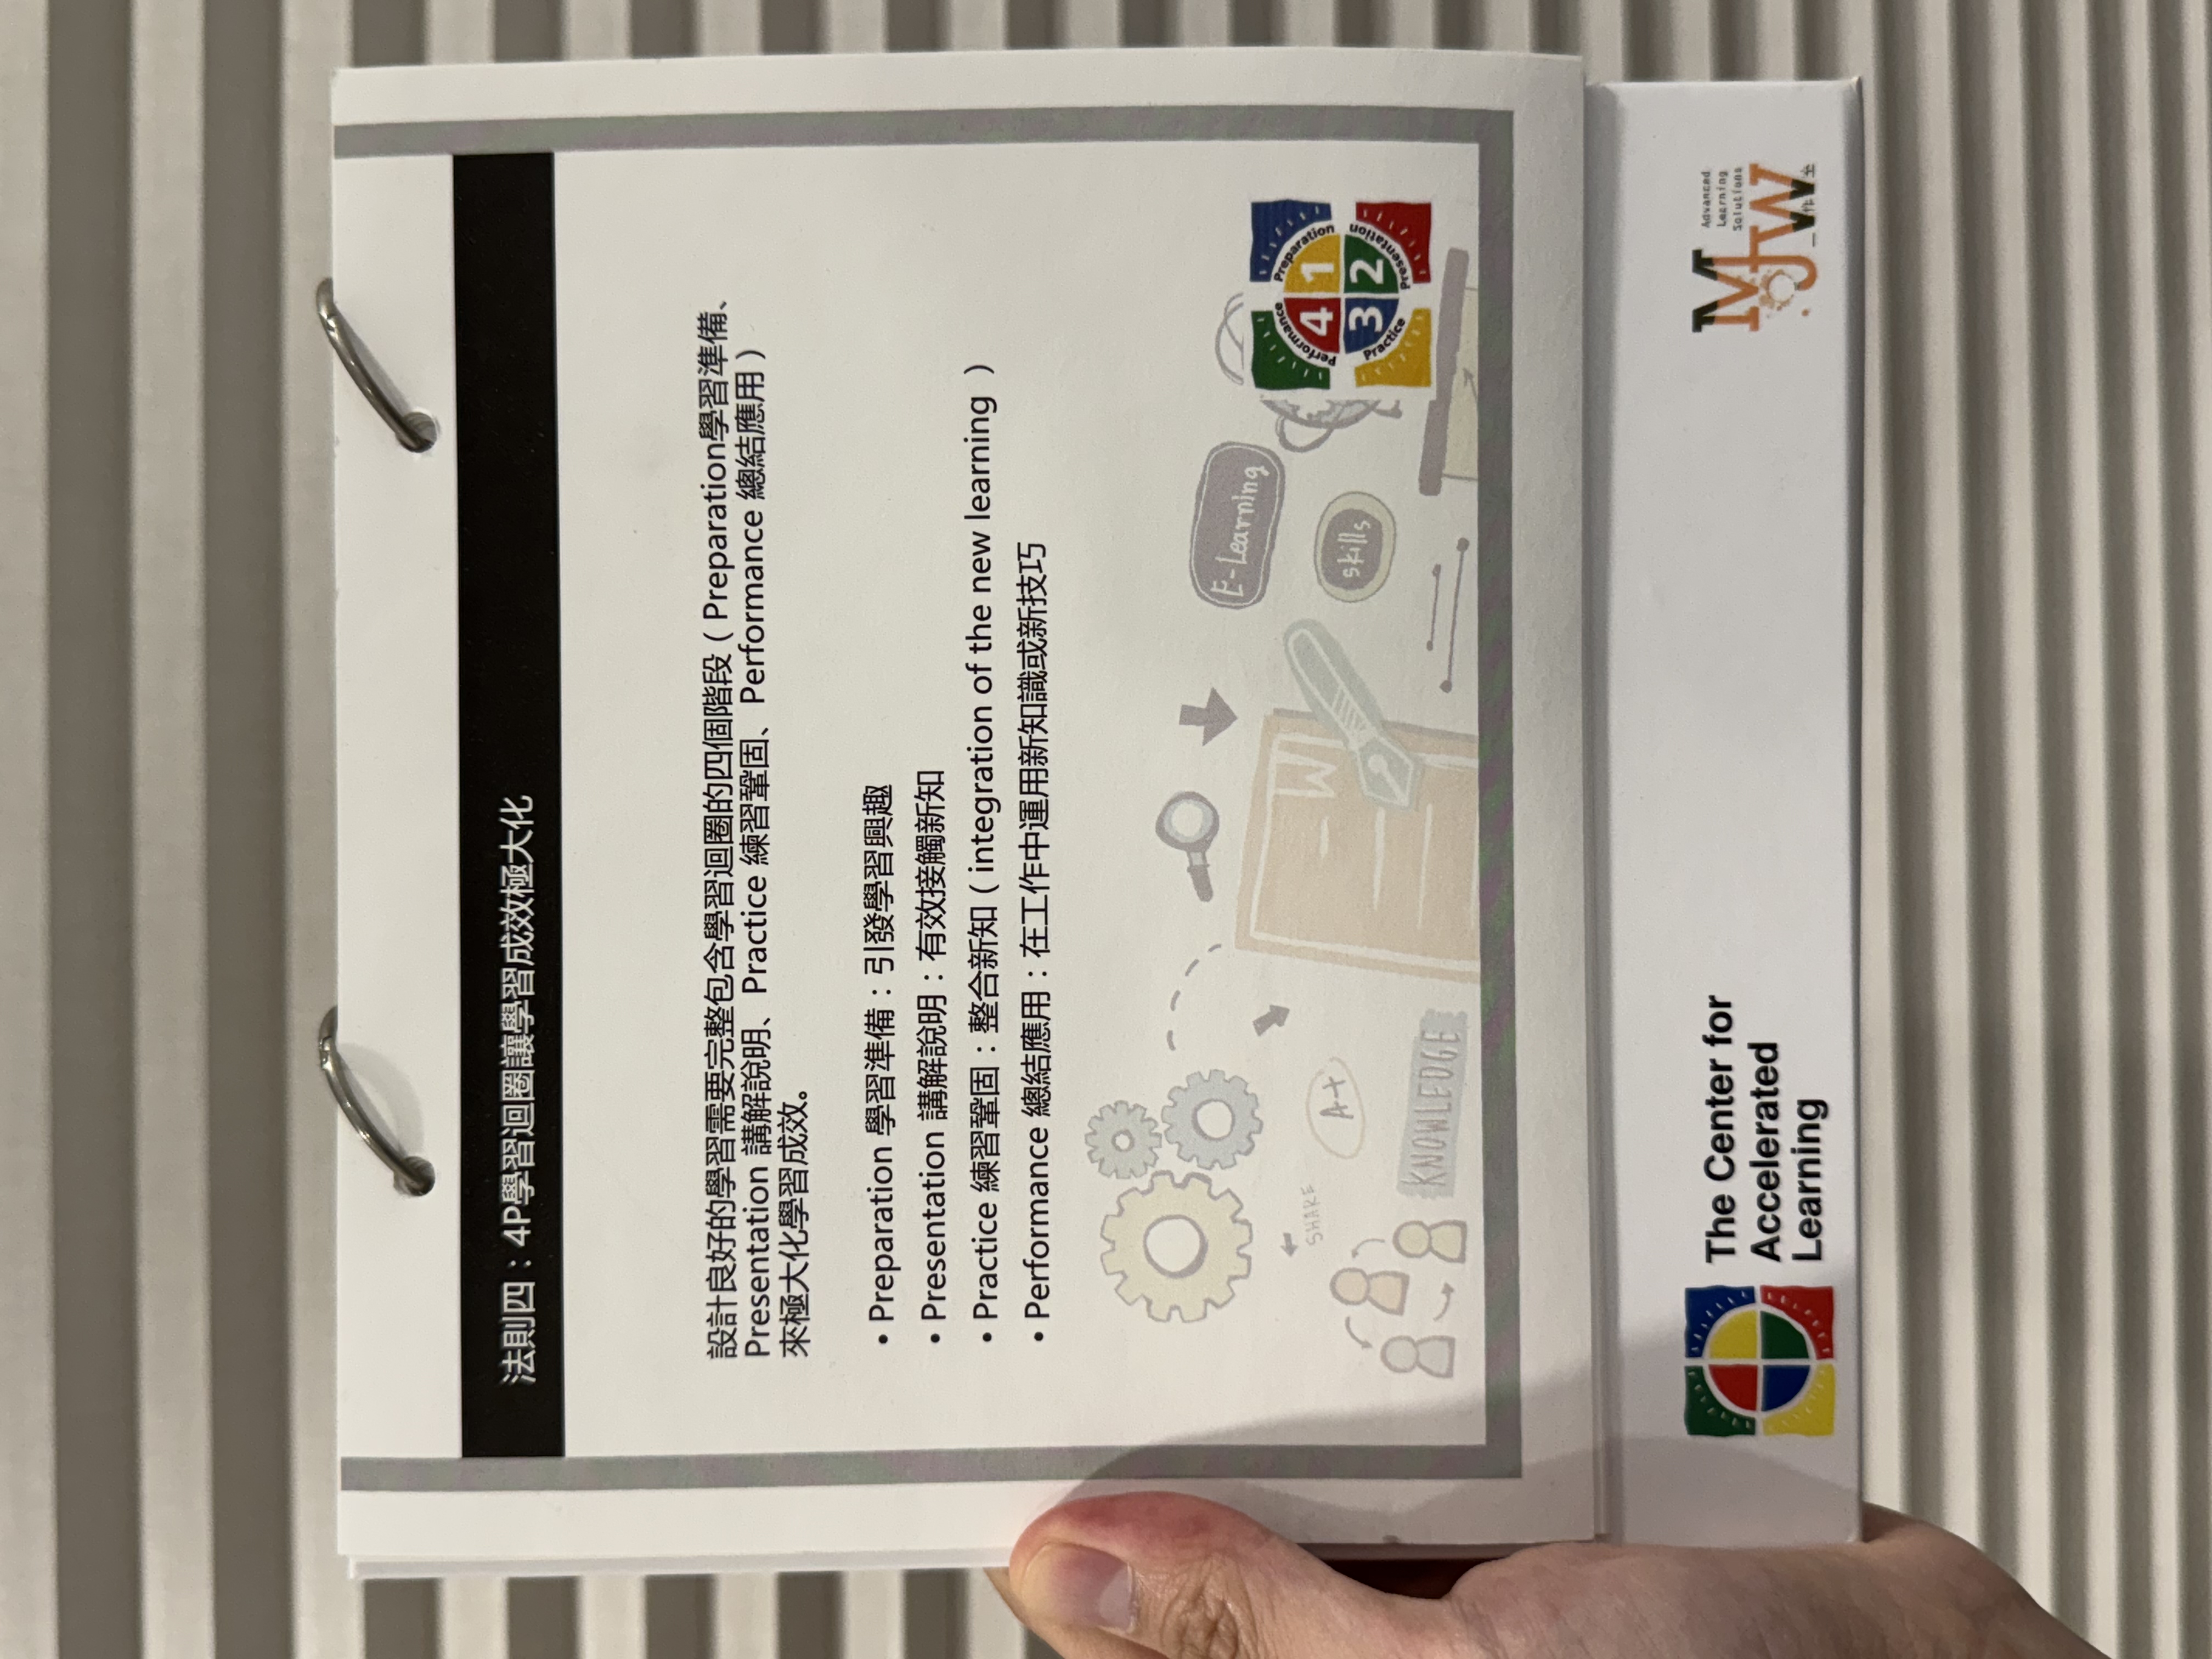 法則四：4P學習迴圈讓學習成效極大化
設計良好的學習需要完整包含學習迴圈的四個階段（Preparation學習準備、
Presentation 講解說明、Practice 練習鞏固、Performance 總結應用）
來極大化學習成效。
• Preparation 學習準備：引發學習興趣
• Presentation 講解說明：有效接觸新知
• Practice 練習鞏固：整合新知（integration of the new learning ）
• Performance 總結應用：在工作中運用新知識或新技巧
E-Learning
SHARE
A+
skills
KNOWLEDGE
Performance
Preparation
4 1
3 2
Practice
Presentation
The Center for
Accelerated
Learning
Advanced
Learning
Solutions
MJW